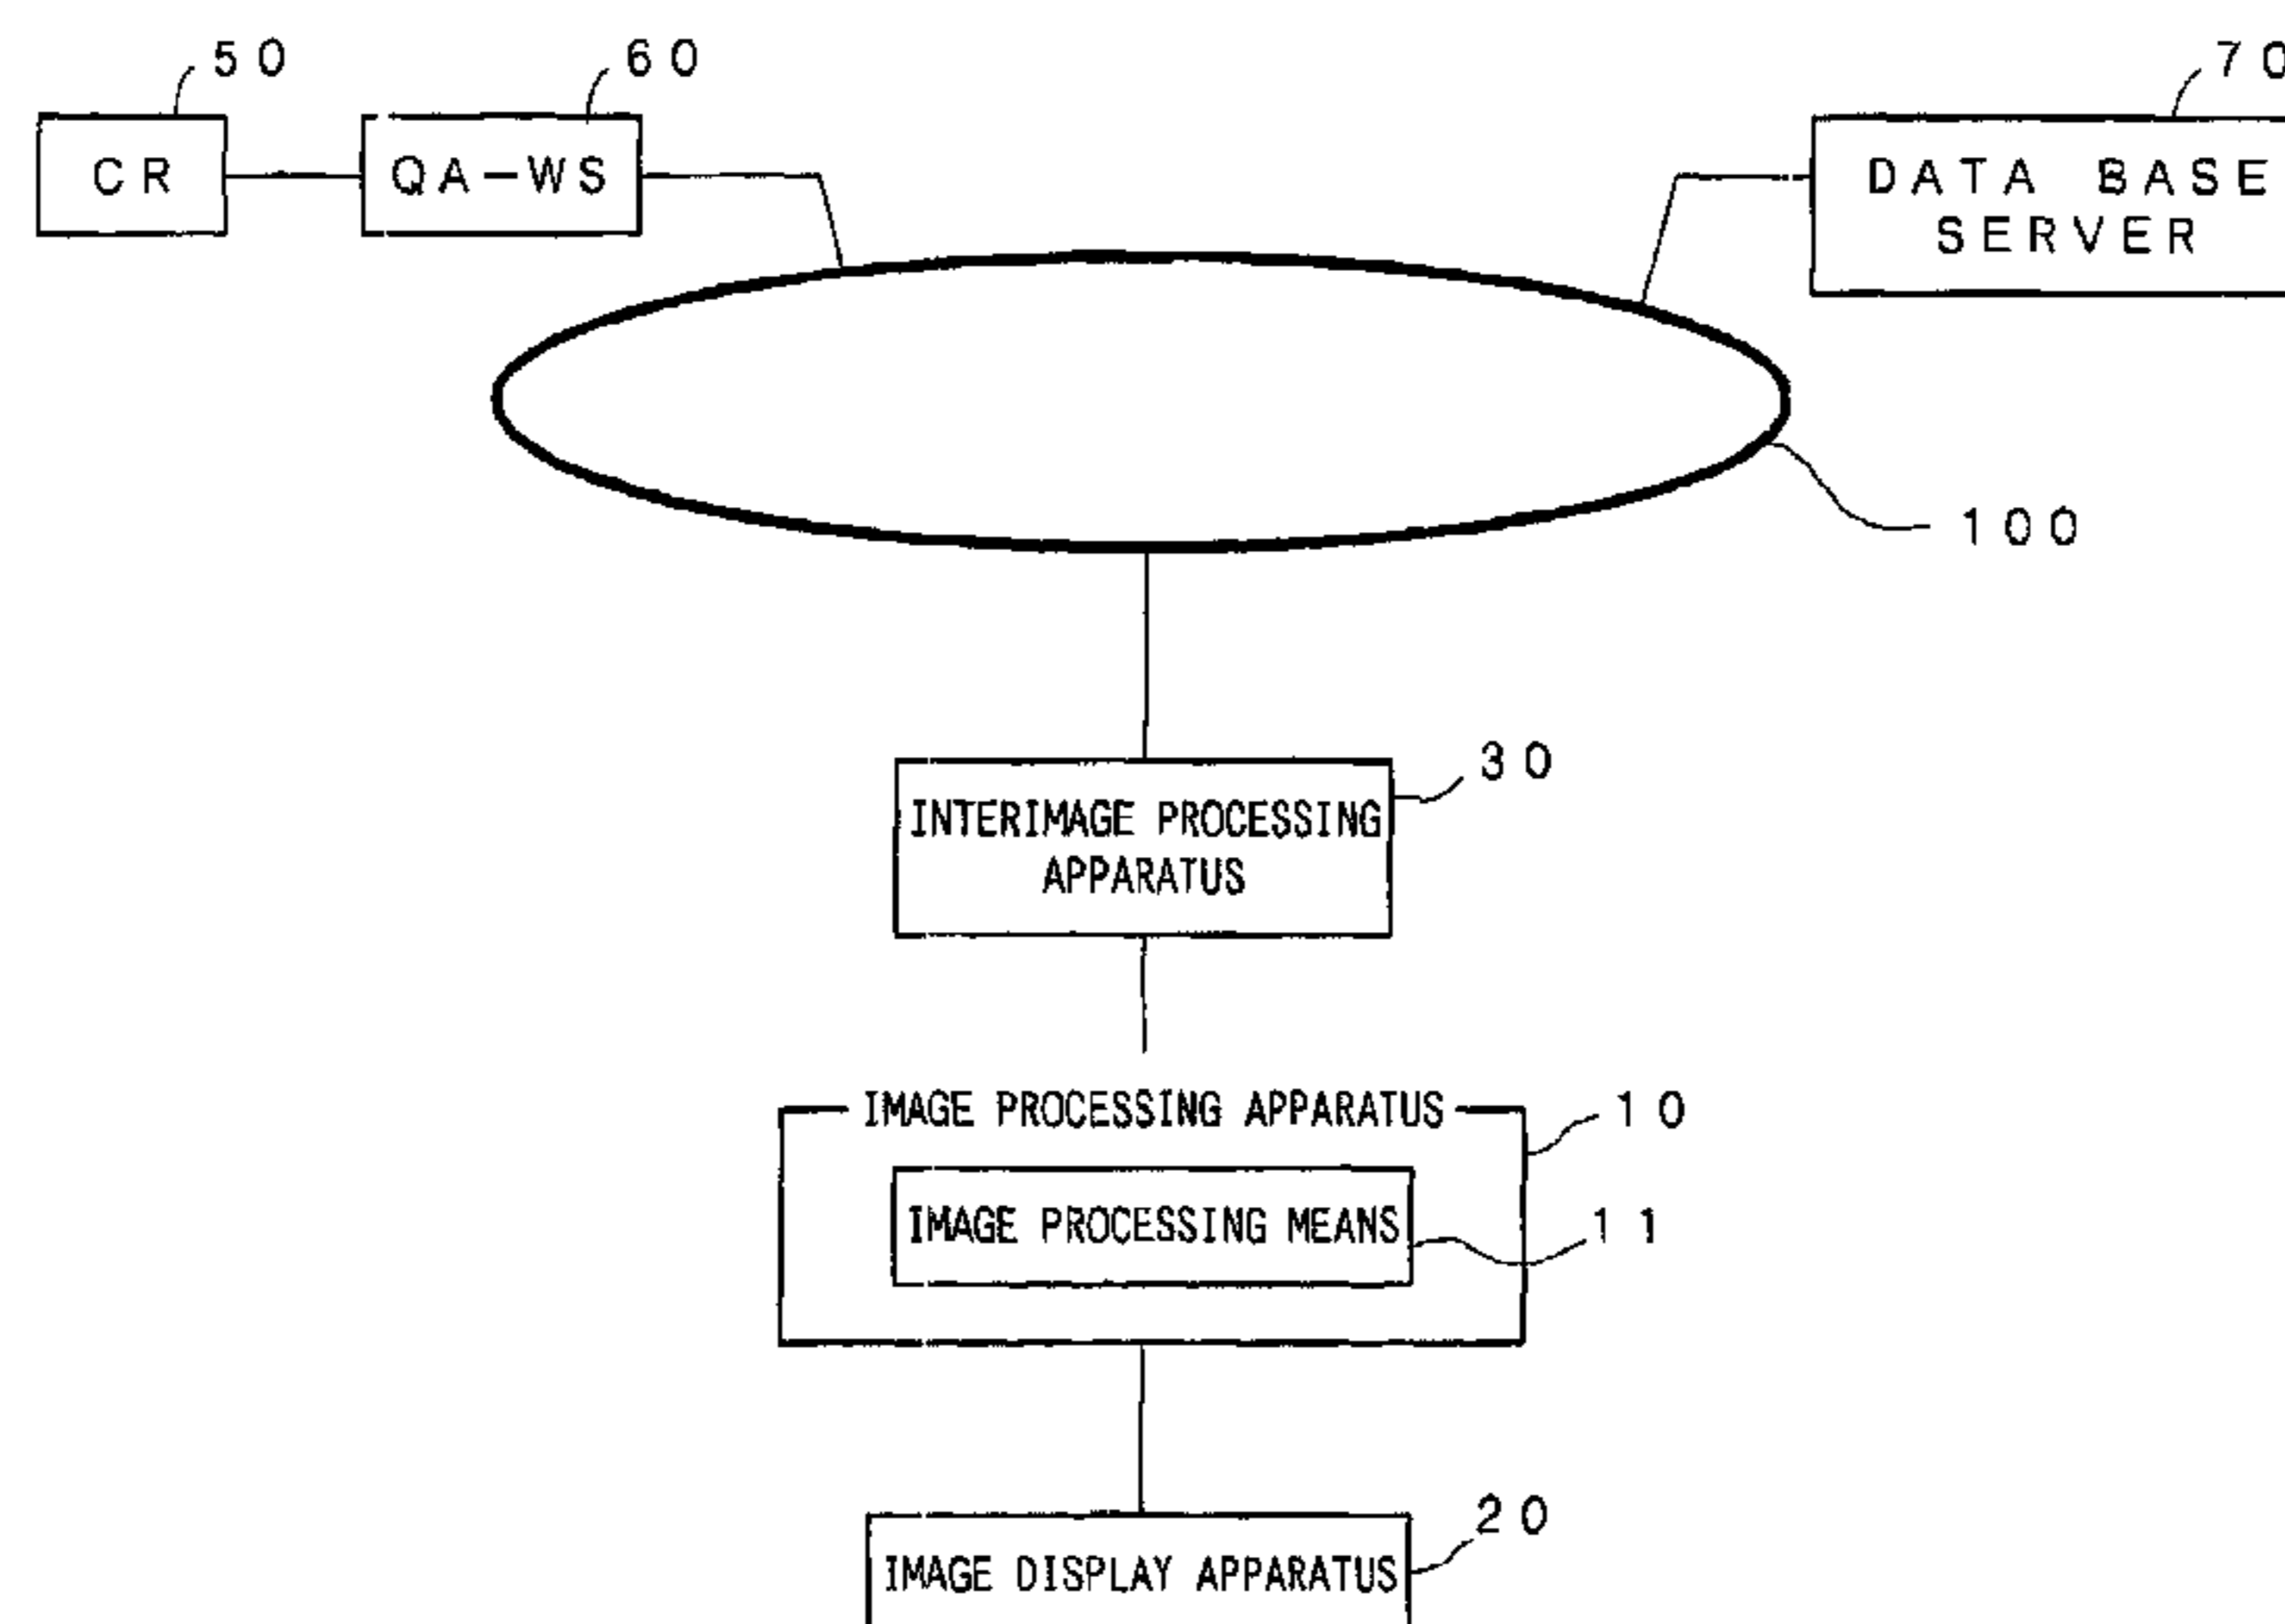 50
60
70
CR
QA-WS
DATA BASE
SERVER
100
30
INTERIMAGE PROCESSING
APPARATUS
IMAGE PROCESSING APPARATUS
10
IMAGE PROCESSING MEANS
11
20
IMAGE DISPLAY APPARATUS